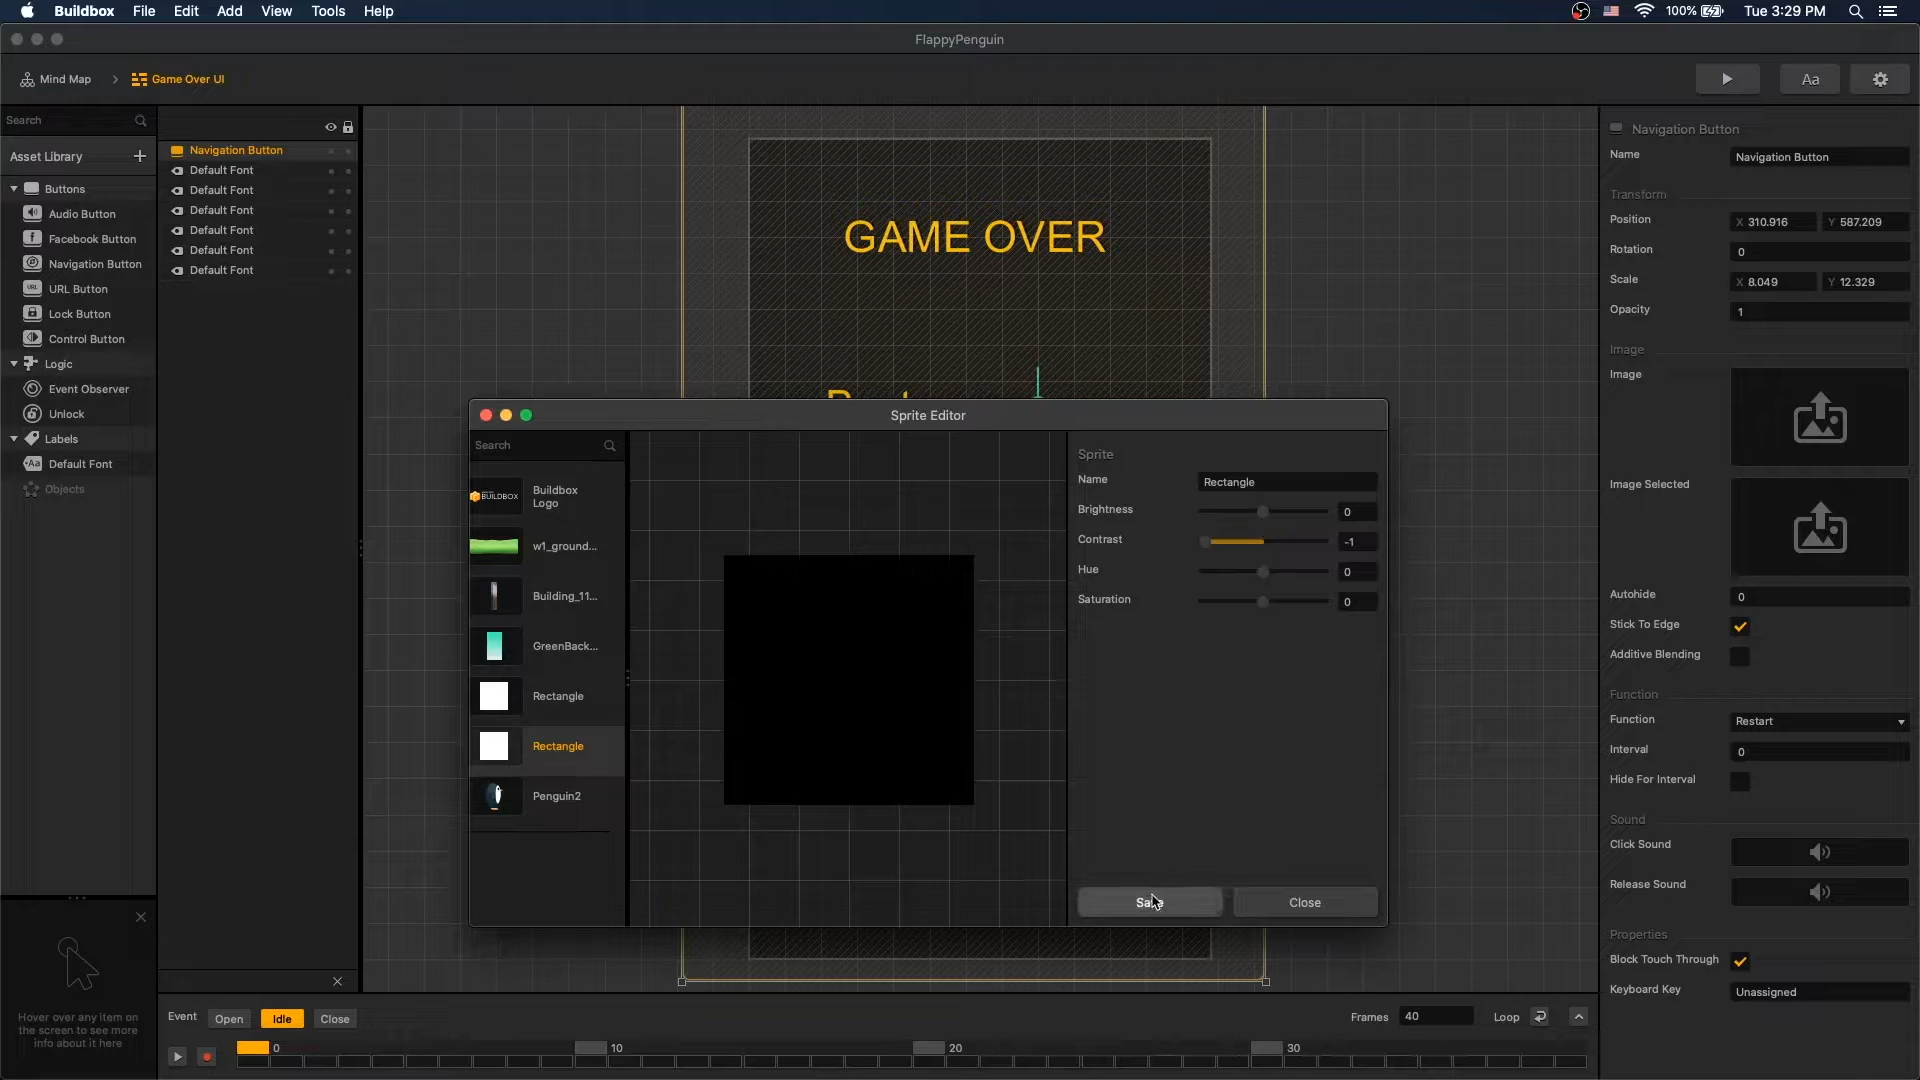 Buildbox File Edit Add View Tools Help
100% Tue 3:29 PM
FlappyPenguin
Mind Map > Game Over UI
Aa
Search
Asset Library +
Buttons
Audio Button
Facebook Button
Navigation Button
URL Button
Lock Button
Control Button
Logic
Event Observer
Unlock
Labels
Default Font
Objects
Hover over any item on
the screen to see more
info about it here
Navigation Button
Default Font
Default Font
Default Font
Default Font
Default Font
Default Font
GAME OVER
Sprite Editor
Search
BUILDBOX
Buildbox
Logo
w1_ground...
Building_11...
GreenBack...
Rectangle
Rectangle
Penguin2
Sprite
Name Rectangle
Brightness 0
Contrast -1
Hue 0
Saturation 0
Save Close
Navigation Button
Name Navigation Button
Transform
Position X 310.916 Y 587.209
Rotation 0
Scale X 8.049 Y 12.329
Opacity 1
Image
Image
Image Selected
Autohide 0
Stick To Edge
Additive Blending
Function
Function Restart
Interval 0
Hide For Interval
Sound
Click Sound
Release Sound
Properties
Block Touch Through
Keyboard Key Unassigned
Event Open Idle Close
Frames 40 Loop
0 10 20 30